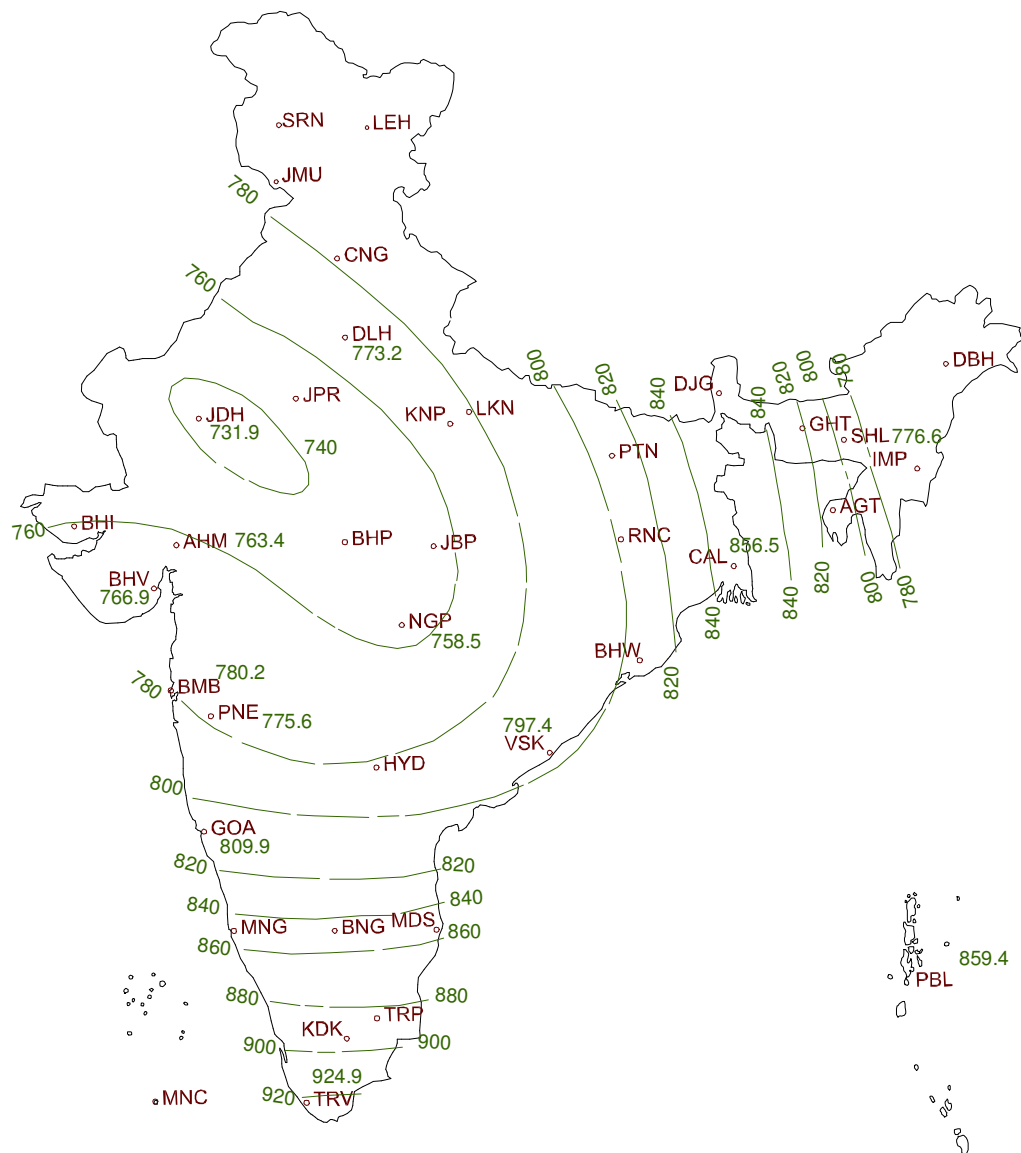 SRN
LEH
JMU
780
CNG
760
DLH
773.2
800
820
840
DJG
840
820
800
780
DBH
JPR
KNP
LKN
JDH
731.9
740
PTN
GHT
SHL 776.6
IMP
760
BHI
AHM 763.4
BHP
JBP
RNC
CAL
856.5
AGT
BHV
766.9
NGP
758.5
840
840
820
800
780
BHW
820
780
BMB
780.2
PNE 775.6
797.4
VSK
HYD
800
GOA
809.9
820
820
840
840
MNG
BNG
MDS
860
860
859.4
PBL
880
880
KDK
TRP
900
900
924.9
920
TRV
MNC